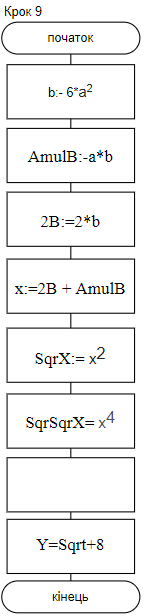 Крок 9
початок
b:- 6*a²
AmulB:-a*b
2B:=2*b
x:=2B + AmulB
SqrX:= x²
SqrSqrX= x⁴
Y=Sqrt+8
кінець